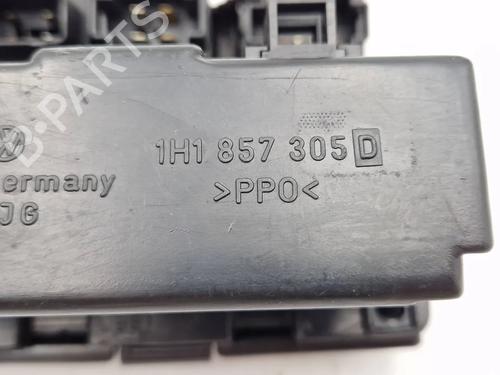 B-PARTS
1H1 857 305 D
>PPO<
ermany
JG